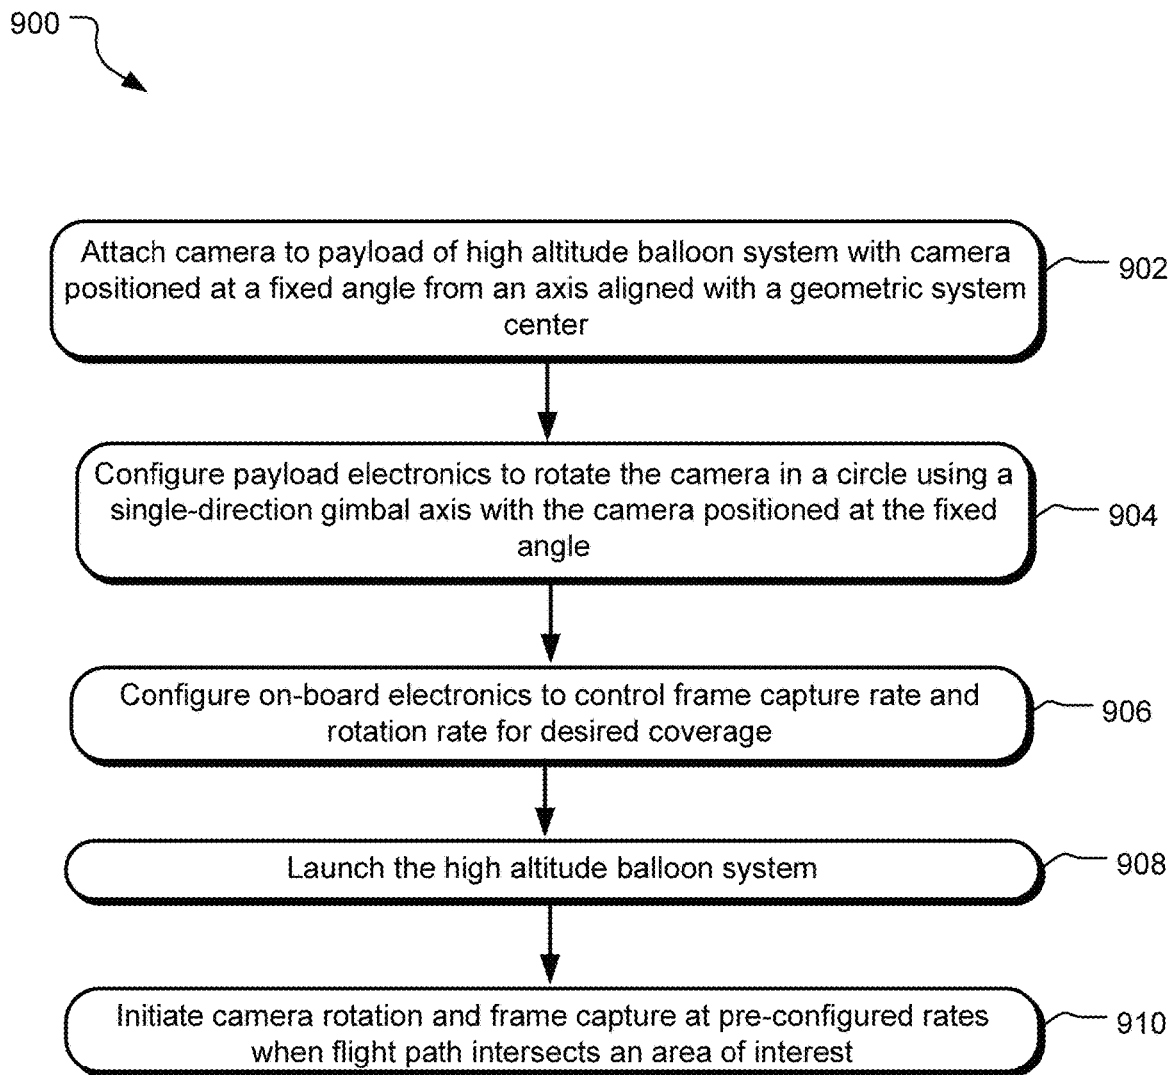 900
Attach camera to payload of high altitude balloon system with camera
positioned at a fixed angle from an axis aligned with a geometric system
center
902
Configure payload electronics to rotate the camera in a circle using a
single-direction gimbal axis with the camera positioned at the fixed
angle
904
Configure on-board electronics to control frame capture rate and
rotation rate for desired coverage
906
Launch the high altitude balloon system
908
Initiate camera rotation and frame capture at pre-configured rates
when flight path intersects an area of interest
910